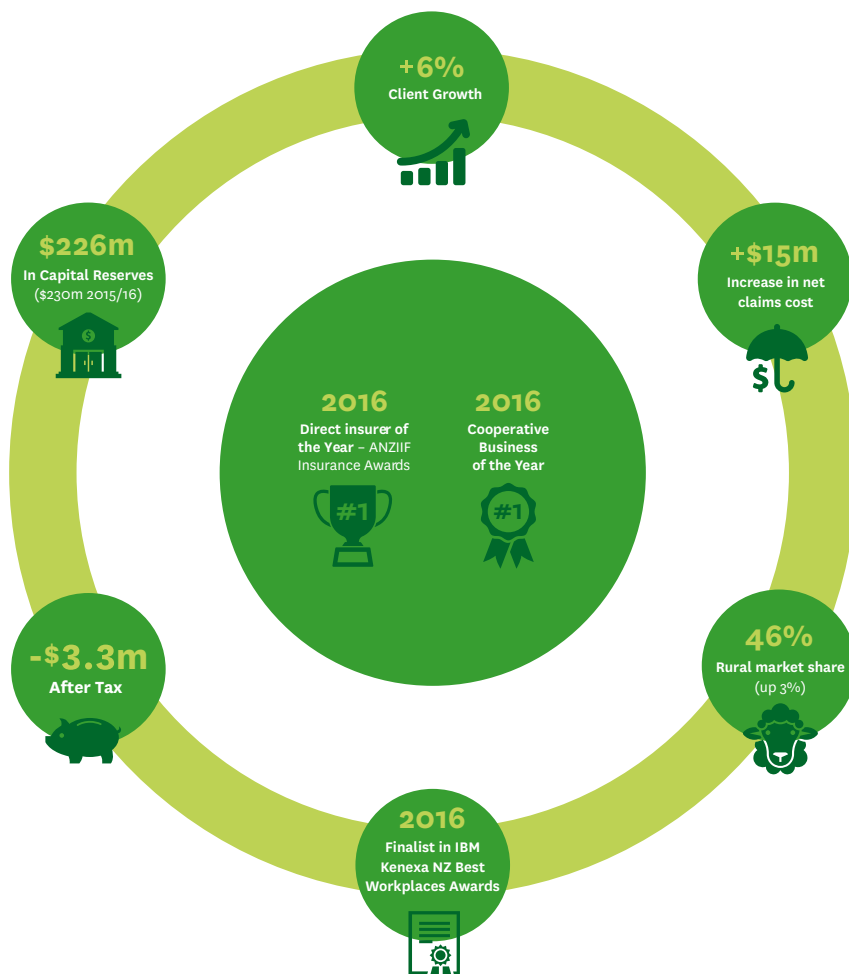 +6%
Client Growth
$226m
In Capital Reserves
($230m 2015/16)
$
+$15m
Increase in net
claims cost
$
2016
Direct insurer of
the Year – ANZIIF
Insurance Awards
#1
2016
Cooperative
Business
of the Year
#1
-$3.3m
After Tax
46%
Rural market share
(up 3%)
2016
Finalist in IBM
Kenexa NZ Best
Workplaces Awards